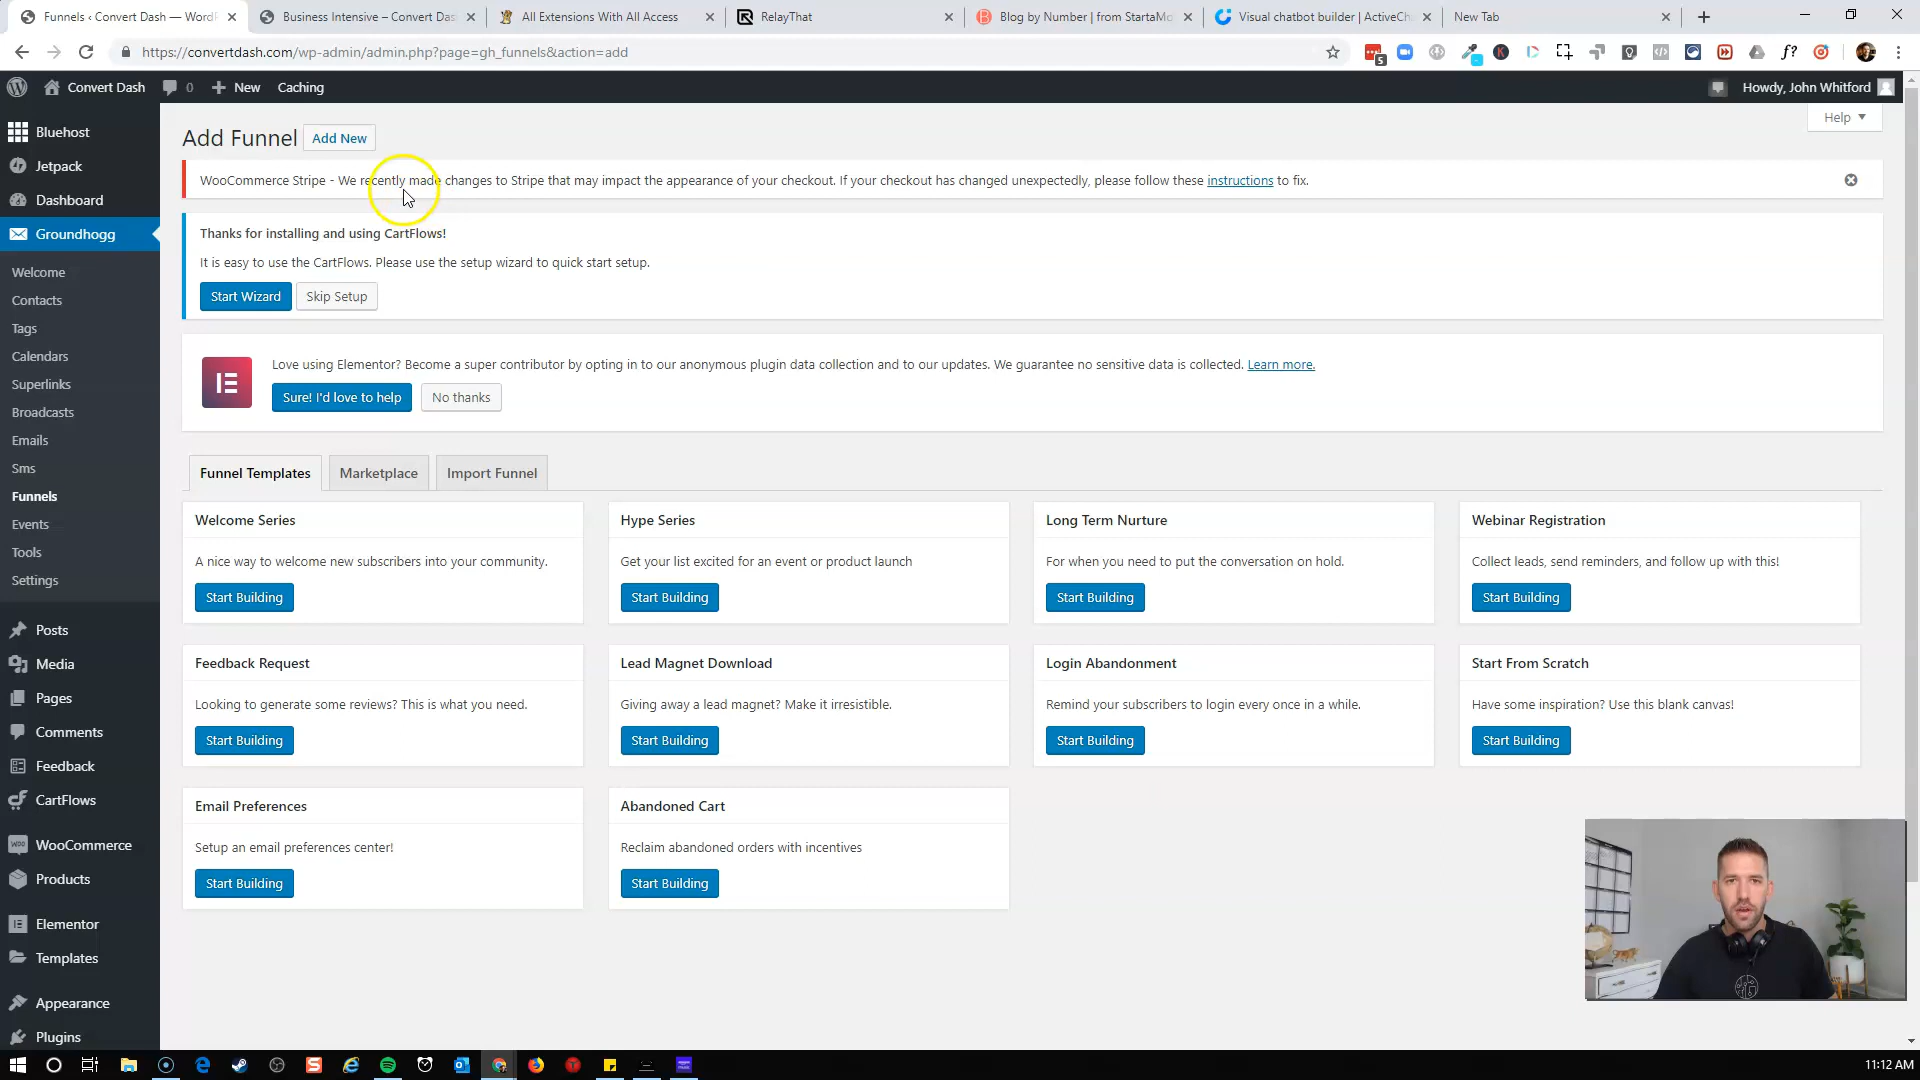 Funnels ‹ Convert Dash — WordP
Business Intensive – Convert Das
All Extensions With All Access
RelayThat
Blog by Number | from StartaMo
Visual chatbot builder | ActiveCha
New Tab
https://convertdash.com/wp-admin/admin.php?page=gh_funnels&action=add
5
f?
Convert Dash
0
New
Caching
Howdy, John Whitford
Help
Bluehost
Jetpack
Dashboard
Groundhogg
Welcome
Contacts
Tags
Calendars
Superlinks
Broadcasts
Emails
Sms
Funnels
Events
Tools
Settings
Posts
Media
Pages
Comments
Feedback
CartFlows
WooCommerce
Products
Elementor
Templates
Appearance
Plugins
Add Funnel
Add New
WooCommerce Stripe - We recently made changes to Stripe that may impact the appearance of your checkout. If your checkout has changed unexpectedly, please follow these instructions to fix.
Thanks for installing and using CartFlows!
It is easy to use the CartFlows. Please use the setup wizard to quick start setup.
Start Wizard
Skip Setup
Love using Elementor? Become a super contributor by opting in to our anonymous plugin data collection and to our updates. We guarantee no sensitive data is collected. Learn more.
Sure! I'd love to help
No thanks
Funnel Templates
Marketplace
Import Funnel
Welcome Series
A nice way to welcome new subscribers into your community.
Start Building
Hype Series
Get your list excited for an event or product launch
Start Building
Long Term Nurture
For when you need to put the conversation on hold.
Start Building
Webinar Registration
Collect leads, send reminders, and follow up with this!
Start Building
Feedback Request
Looking to generate some reviews? This is what you need.
Start Building
Lead Magnet Download
Giving away a lead magnet? Make it irresistible.
Start Building
Login Abandonment
Remind your subscribers to login every once in a while.
Start Building
Start From Scratch
Have some inspiration? Use this blank canvas!
Start Building
Email Preferences
Setup an email preferences center!
Start Building
Abandoned Cart
Reclaim abandoned orders with incentives
Start Building
11:12 AM